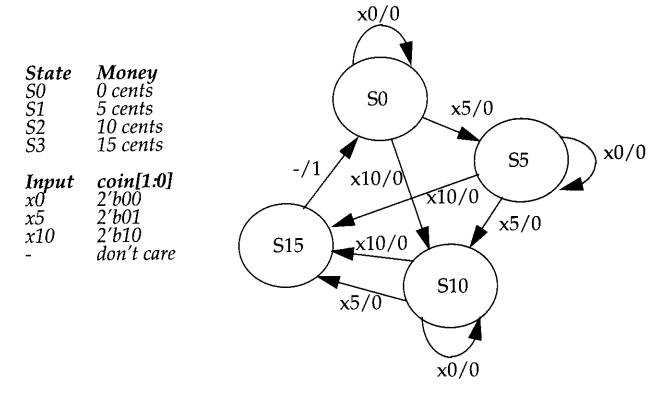 State Money
S0 0 cents
S1 5 cents
S2 10 cents
S3 15 cents
Input coin[1:0]
x0 2'b00
x5 2'b01
x10 2'b10
- don't care
x0/0
S0
x5/0
S5
x0/0
-/1
x10/0
x10/0
x5/0
S15
x10/0
S10
x5/0
x0/0